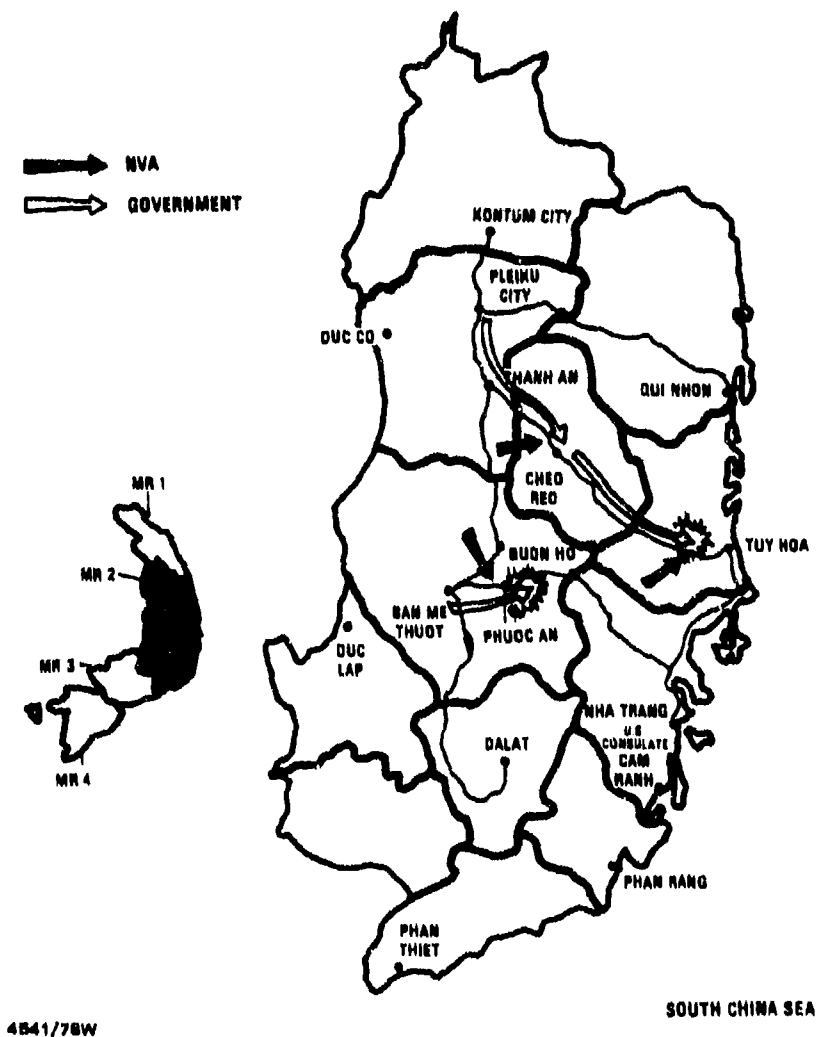 NVA
GOVERNMENT
KONTUM CITY
PLEIKU
CITY
DUC CO
THANH AN
QUI NHON
CHEO
REO
MR 1
MR 2
BUON HO
TUY HOA
BAN ME
THUOT
PHUOC AN
DUC
LAP
MR 3
MR 4
NHA TRANG
U.S
CONSULATE
CAM
RANH
DALAT
PHAN RANG
PHAN
THIET
SOUTH CHINA SEA
4541/78W